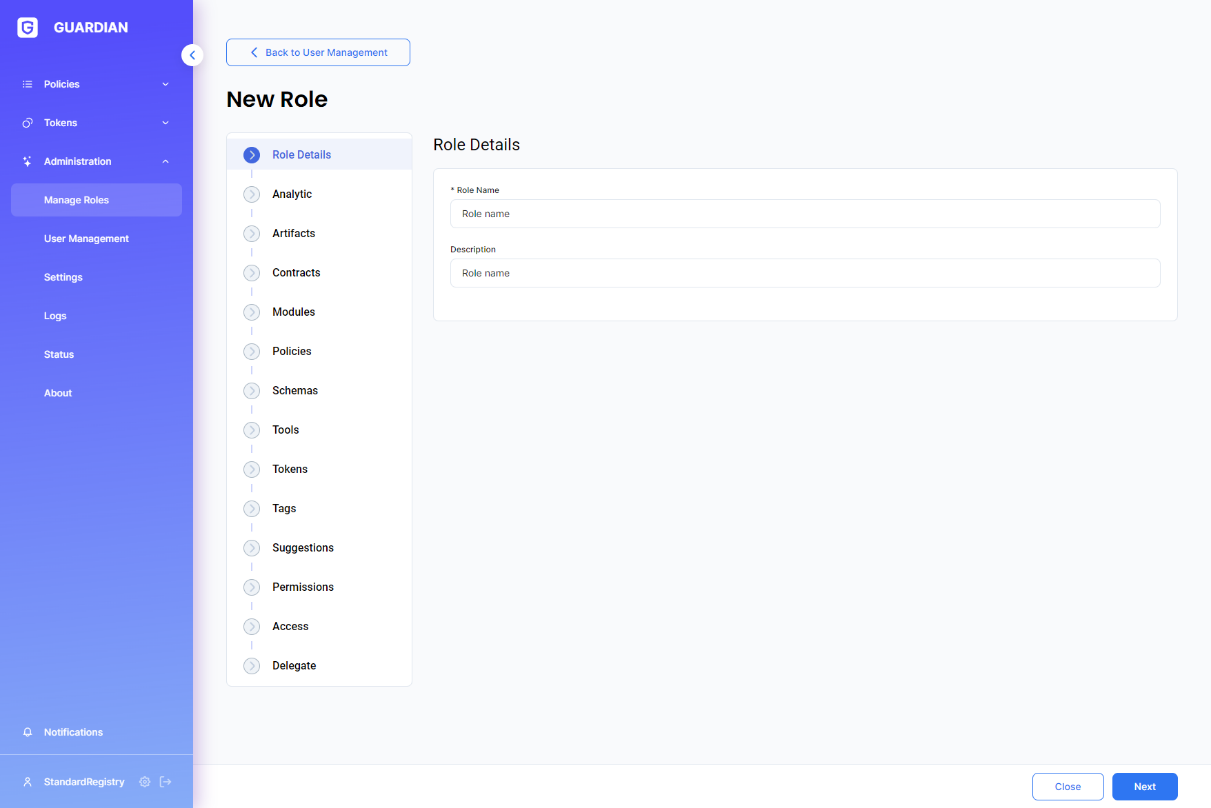 GUARDIAN
Policies
Tokens
Administration
Manage Roles
User Management
Settings
Logs
Status
About
Notifications
StandardRegistry
Back to User Management
New Role
Role Details
Analytic
Artifacts
Contracts
Modules
Policies
Schemas
Tools
Tokens
Tags
Suggestions
Permissions
Access
Delegate
Role Details
* Role Name
Role name
Description
Role name
Close
Next